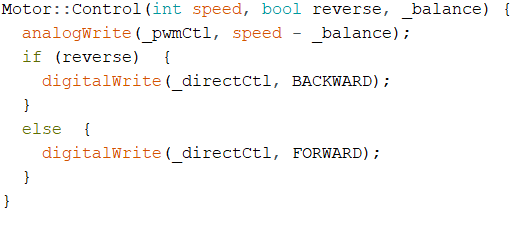 Motor::Control(int speed, bool reverse, _balance) {
  analogWrite(_pwmCtl, speed - _balance);
  if (reverse)  {
    digitalWrite(_directCtl, BACKWARD);
  }
  else  {
    digitalWrite(_directCtl, FORWARD);
  }
}